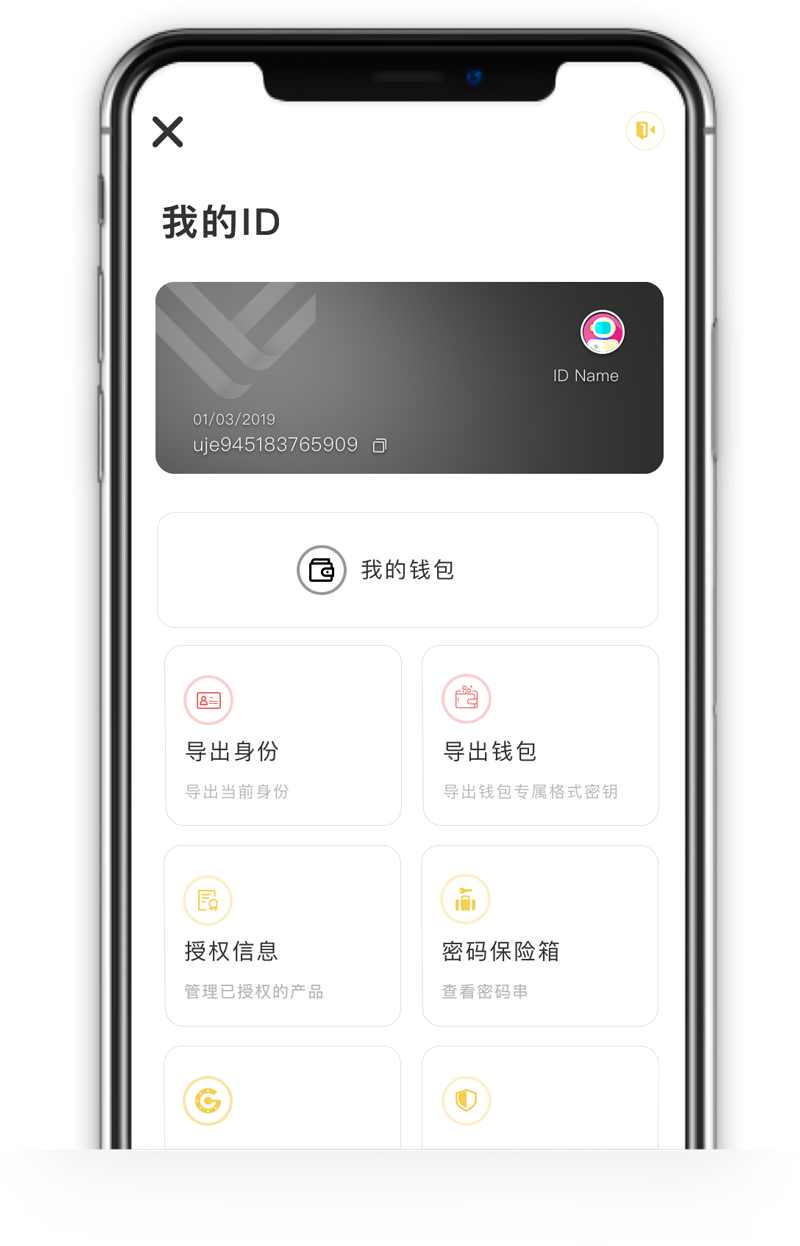 我的ID
ID Name
01/03/2019
uje945183765909
我的钱包
导出身份
导出当前身份
导出钱包
导出钱包专属格式密钥
授权信息
管理已授权的产品
密码保险箱
查看密码串